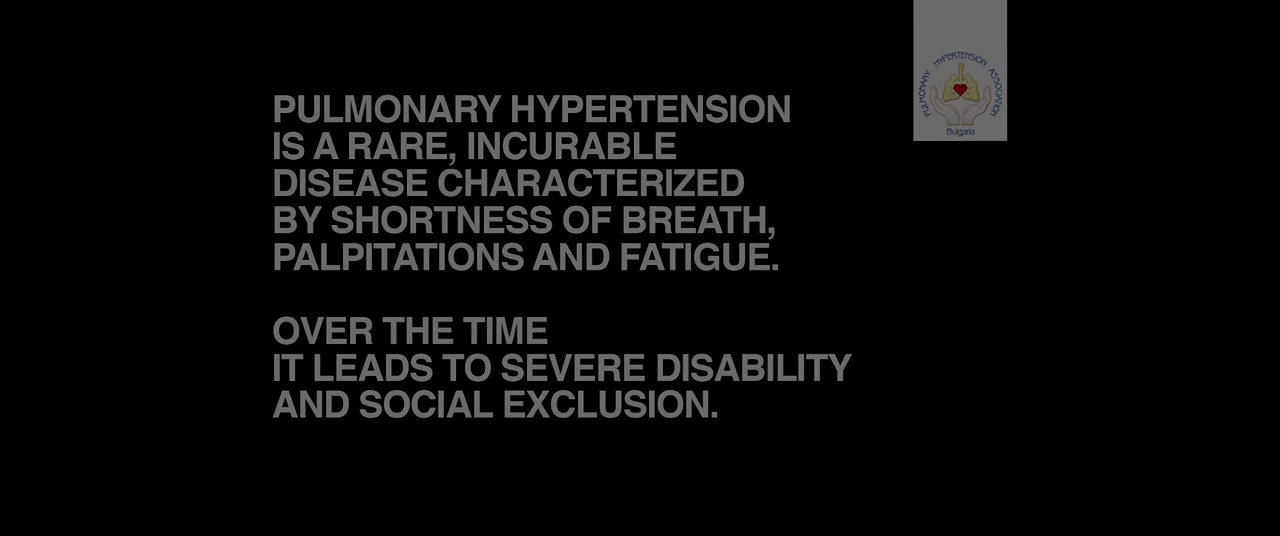 PULMONARY HYPERTENSION
IS A RARE, INCURABLE
DISEASE CHARACTERIZED
BY SHORTNESS OF BREATH,
PALPITATIONS AND FATIGUE.
OVER THE TIME
IT LEADS TO SEVERE DISABILITY
AND SOCIAL EXCLUSION.
PULMONARY HYPERTENSION ASSOCIATION
Bulgaria